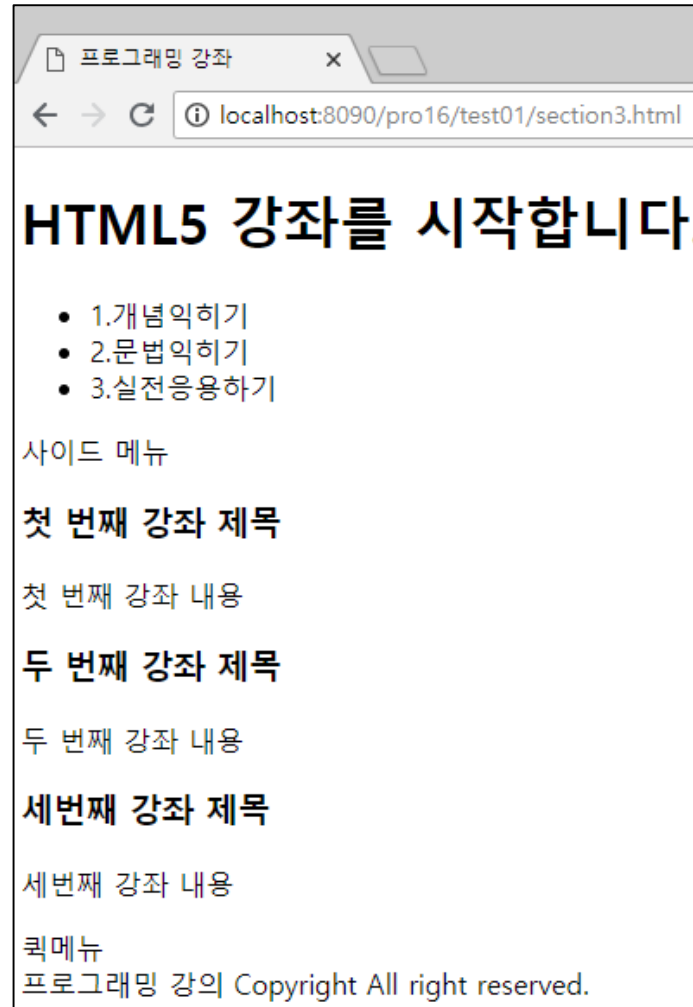 프로그래밍 강좌
localhost:8090/pro16/test01/section3.html
HTML5 강좌를 시작합니다.
• 1.개념익히기
• 2.문법익히기
• 3.실전응용하기
사이드 메뉴
첫 번째 강좌 제목
첫 번째 강좌 내용
두 번째 강좌 제목
두 번째 강좌 내용
세번째 강좌 제목
세번째 강좌 내용
퀵메뉴
프로그래밍 강의 Copyright All right reserved.